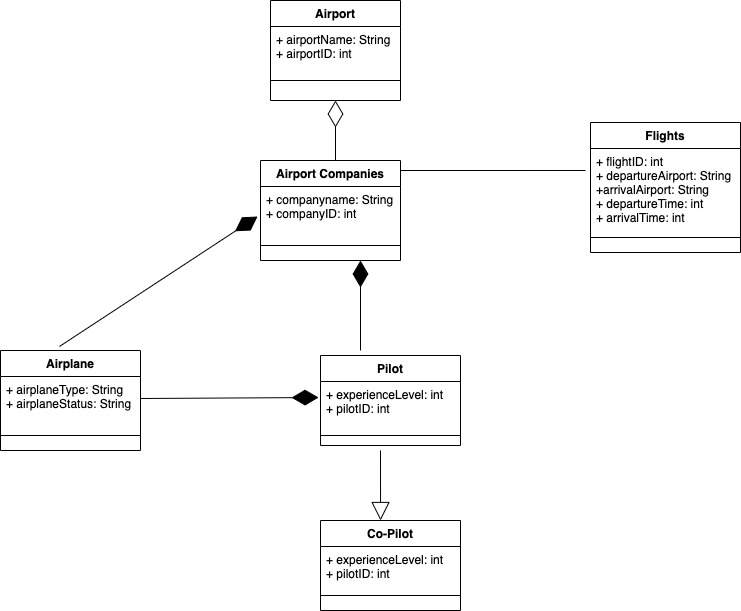 Airport
+ airportName: String
+ airportID: int
Airport Companies
+ companyname: String
+ companyID: int
Flights
+ flightID: int
+ departureAirport: String
+arrivalAirport: String
+ departureTime: int
+ arrivalTime: int
Airplane
+ airplaneType: String
+ airplaneStatus: String
Pilot
+ experienceLevel: int
+ pilotID: int
Co-Pilot
+ experienceLevel: int
+ pilotID: int